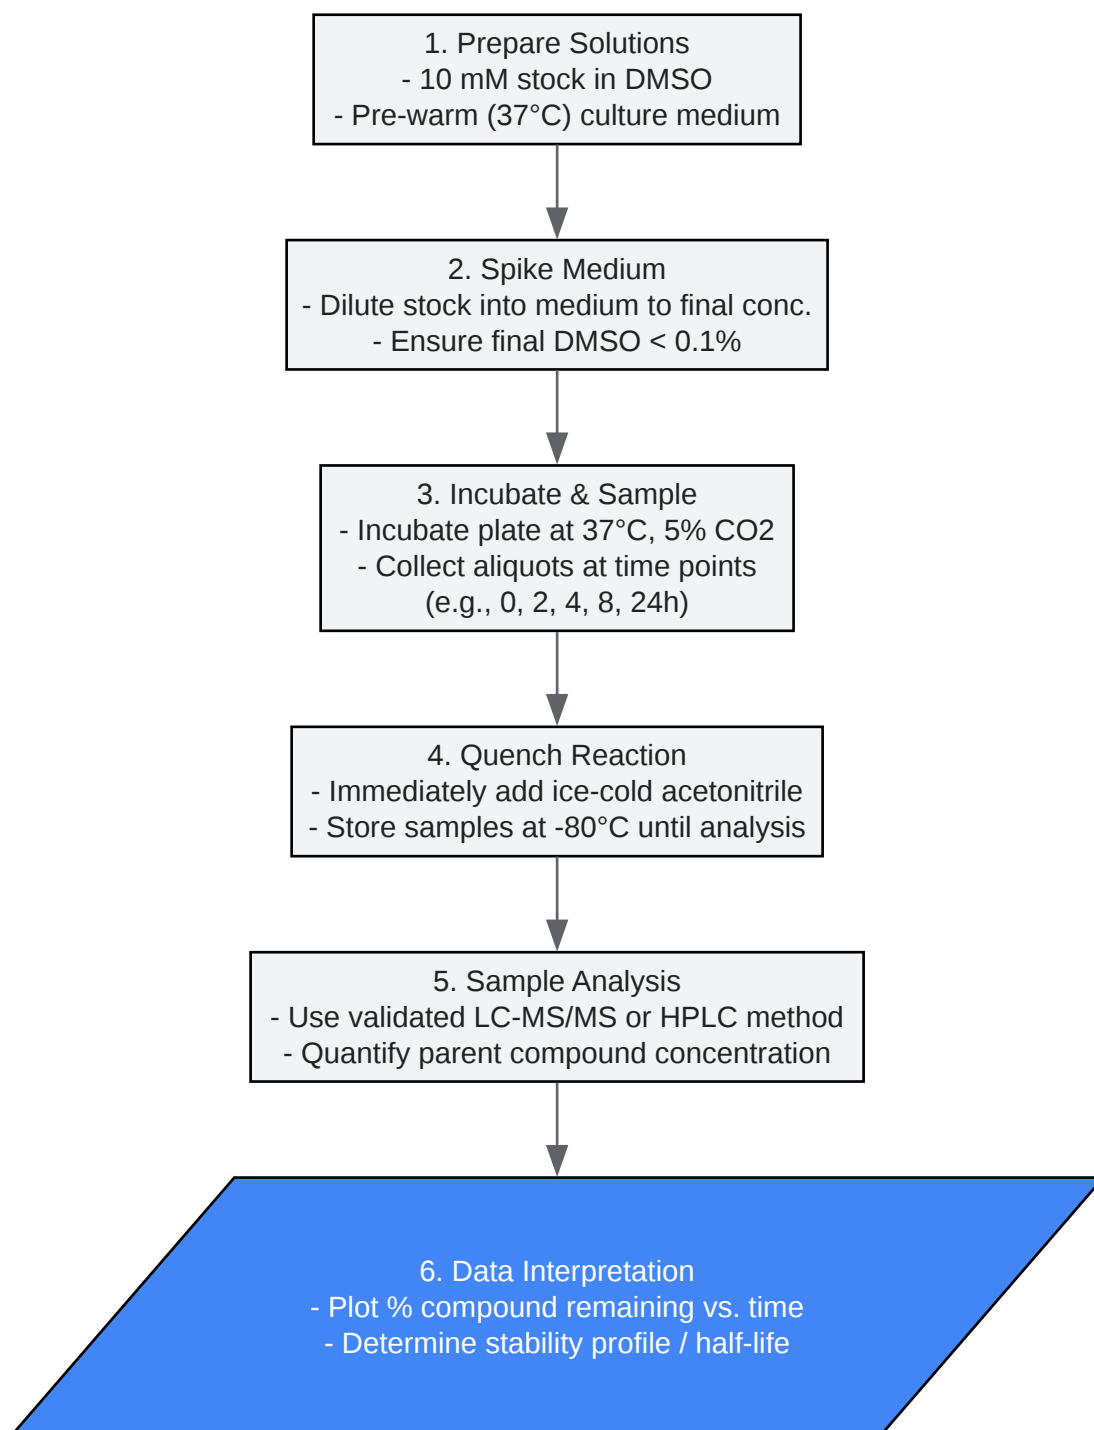 1. Prepare Solutions
- 10 mM stock in DMSO
- Pre-warm (37°C) culture medium
2. Spike Medium
- Dilute stock into medium to final conc.
- Ensure final DMSO < 0.1%
3. Incubate & Sample
- Incubate plate at 37°C, 5% CO2
- Collect aliquots at time points
(e.g., 0, 2, 4, 8, 24h)
4. Quench Reaction
- Immediately add ice-cold acetonitrile
- Store samples at -80°C until analysis
5. Sample Analysis
- Use validated LC-MS/MS or HPLC method
- Quantify parent compound concentration
6. Data Interpretation
- Plot % compound remaining vs. time
- Determine stability profile / half-life